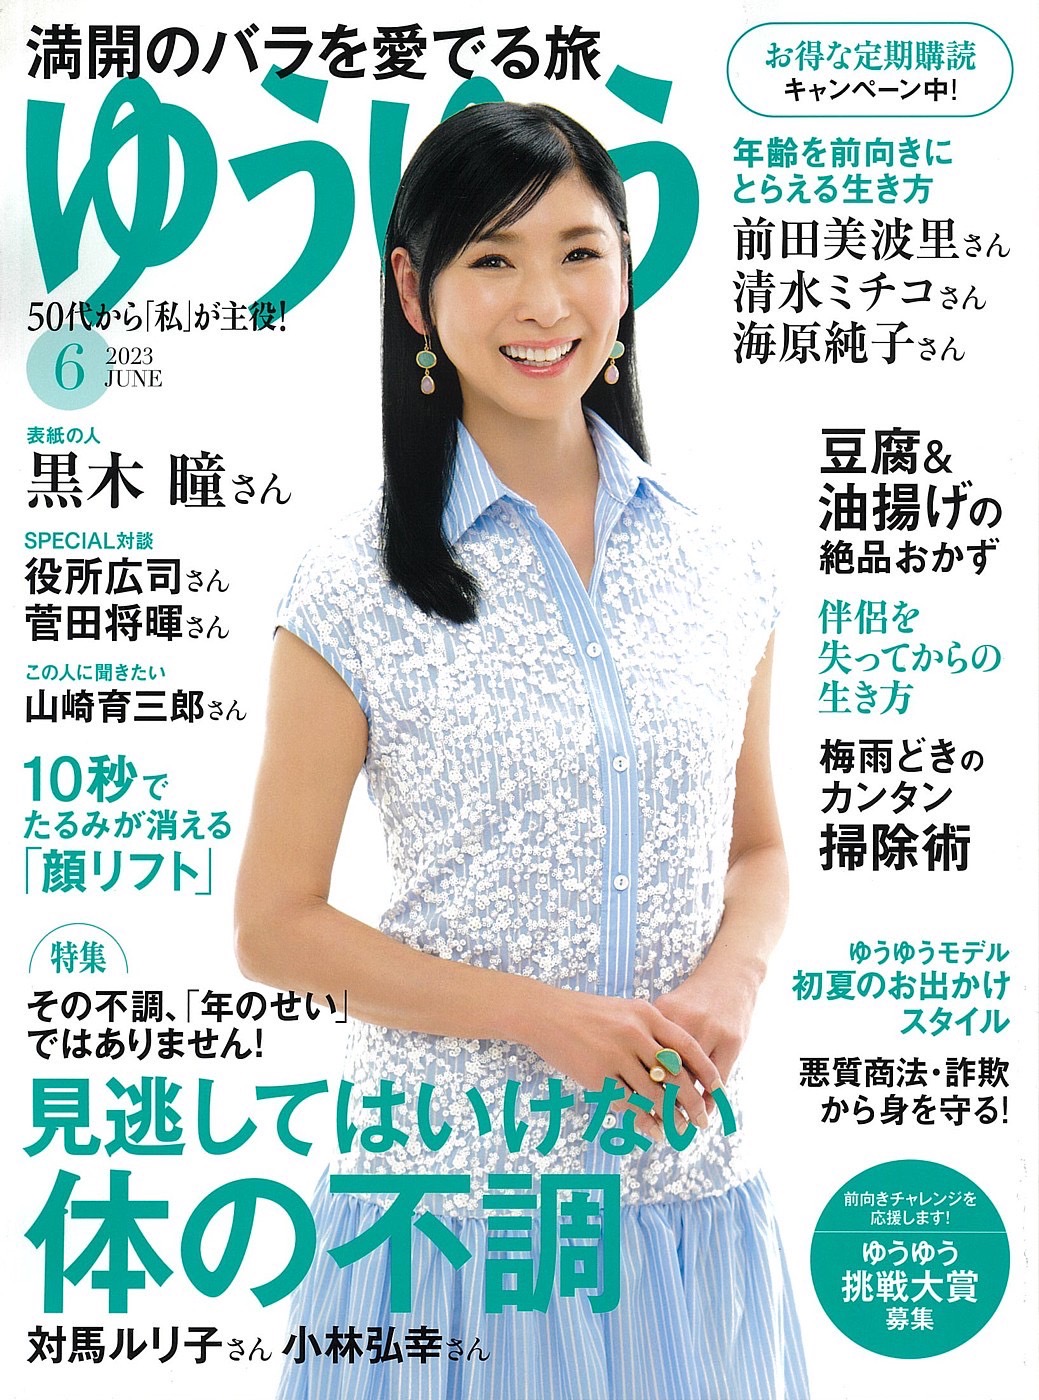 満開のバラを愛でる旅
ゆうゆう
50代から「私」が主役!
6
2023
JUNE
表紙の人
黒木 瞳さん
SPECIAL対談
役所広司さん
菅田将暉さん
この人に聞きたい
山崎育三郎さん
10秒で
たるみが消える
「顔リフト」
特集
その不調、「年のせい」
ではありません!
見逃してはいけない
体の不調
対馬ルリ子さん 小林弘幸さん
お得な定期購読
キャンペーン中!
年齢を前向きに
とらえる生き方
前田美波里さん
清水ミチコさん
海原純子さん
豆腐&
油揚げの
絶品おかず
伴侶を
失ってからの
生き方
梅雨どきの
カンタン
掃除術
ゆうゆうモデル
初夏のお出かけ
スタイル
悪質商法・詐欺
から身を守る!
前向きチャレンジを
応援します!
ゆうゆう
挑戦大賞
募集